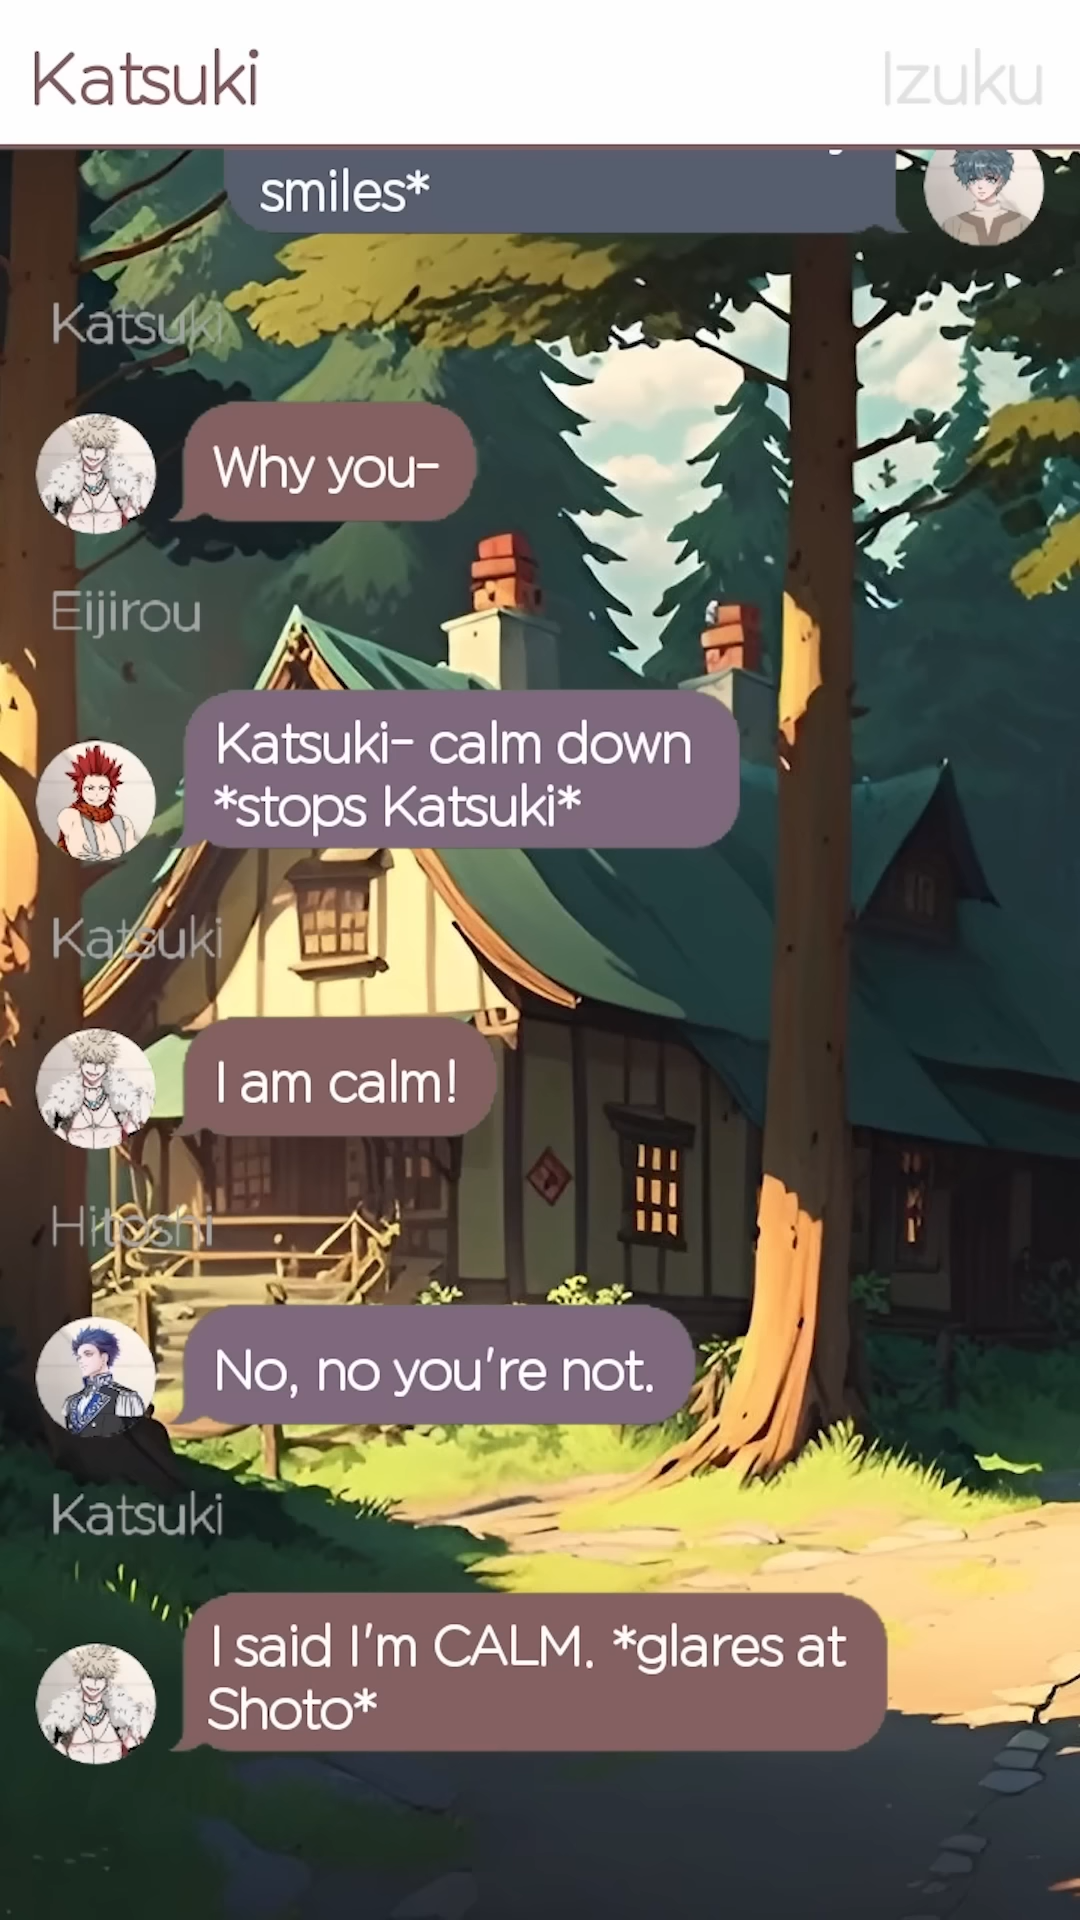 Katsuki
Izuku
smiles*
Katsuki
Why you-
Eijirou
Katsuki- calm down
*stops Katsuki*
Katsuki
I am calm!
Hitoshi
No, no you're not.
Katsuki
I said I'm CALM. *glares at
Shoto*